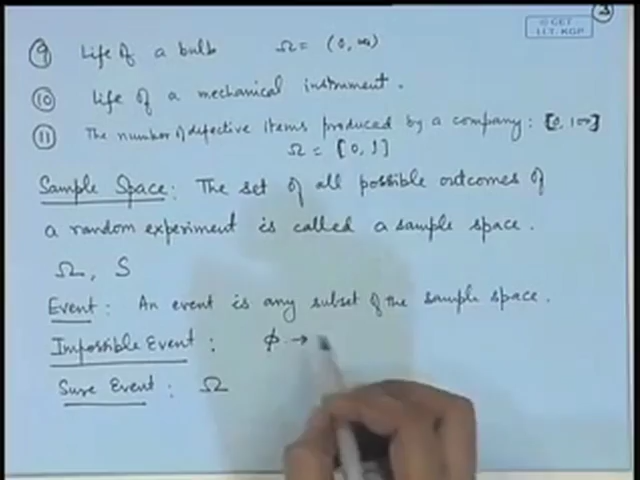 ③
© CET
I.I.T. KGP
⑨ Life of a bulb Ω = (0, ∞)
⑩ Life of a mechanical instrument.
⑪ The number of defective items produced by a company : [0, 100]
Ω = [0, 1]
Sample Space : The set of all possible outcomes of
a random experiment is called a sample space.
Ω, S
Event : An event is any subset of the sample space.
Impossible Event : ϕ →
Sure Event : Ω